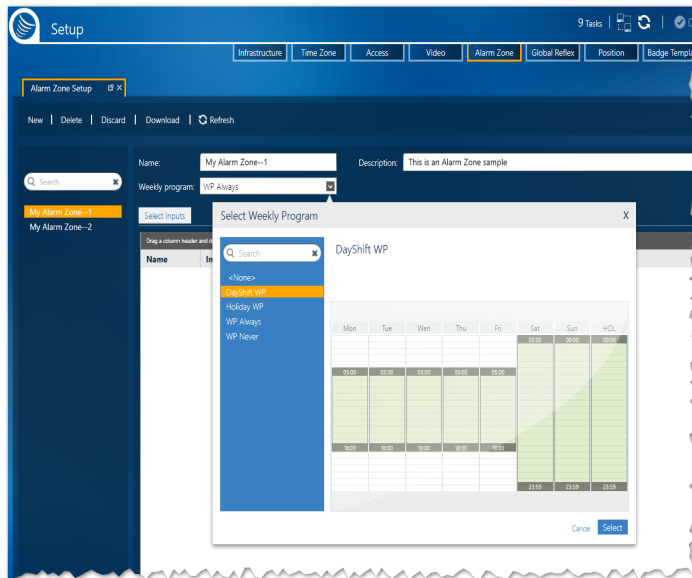 Setup
9 Tasks
Infrastructure Time Zone Access Video Alarm Zone Global Reflex Position Badge Templa
Alarm Zone Setup
New Delete Discard Download Refresh
Name: My Alarm Zone--1 Description: This is an Alarm Zone sample
Search
Weekly program: WP Always
My Alarm Zone--1
My Alarm Zone--2
Select Inputs
Select Weekly Program X
Drag a column header and d
Name In
Search
DayShift WP
<None>
DayShift WP
Holiday WP
WP Always
WP Never
Mon Tue Wen Thu Fri Sat Sun HOL
00:00 00:00 00:00
05:00 05:00 05:00 05:00 05:00
18:00 18:00 18:00 18:00 18:00
23:59 23:59 23:59
Cancel Select